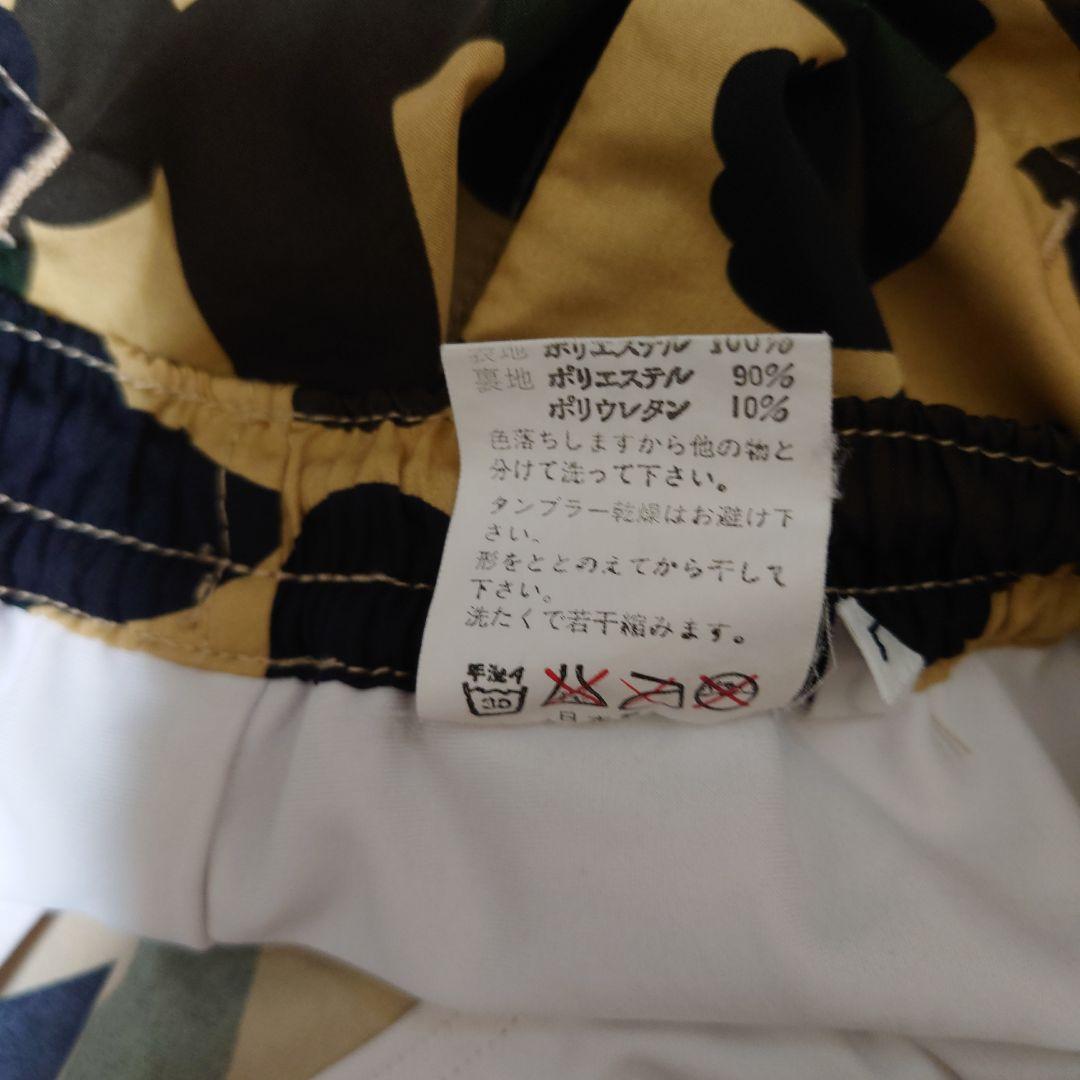 表地 ポリエステル 100%
裏地 ポリエステル 90%
ポリウレタン 10%
色落ちしますから他の物と
分けて洗って下さい。
タンブラー乾燥はお避け下
さい、
形をととのえてから干して
下さい。
洗たくで若干縮みます。
手洗イ
30
日本
L